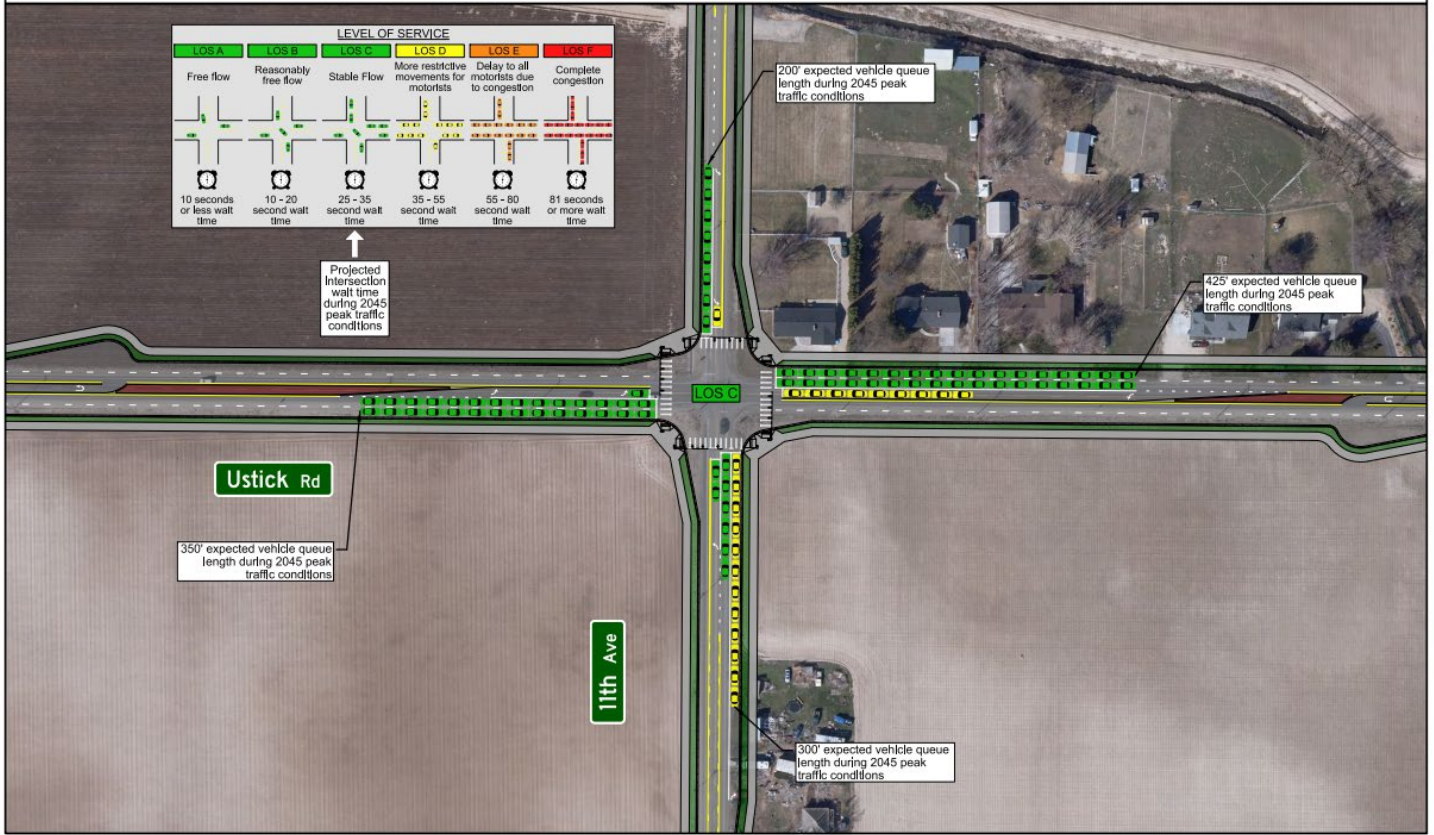 LEVEL OF SERVICE
LOS A
LOS B
LOS C
LOS D
LOS E
LOS F
Free flow
Reasonably
free flow
Stable Flow
More restrictive
movements for
motorists
Delay to all
motorists due
to congestion
Complete
congestion
10 seconds
or less wait
time
10 - 20
second wait
time
25 - 35
second wait
time
35 - 55
second wait
time
55 - 80
second wait
time
81 seconds
or more wait
time
Projected
Intersection
wait time
during 2045
peak traffic
conditions
200' expected vehicle queue
length during 2045 peak
traffic conditions
425' expected vehicle queue
length during 2045 peak
traffic conditions
LOS C
Ustick Rd
350' expected vehicle queue
length during 2045 peak
traffic conditions
11th Ave
300' expected vehicle queue
length during 2045 peak
traffic conditions